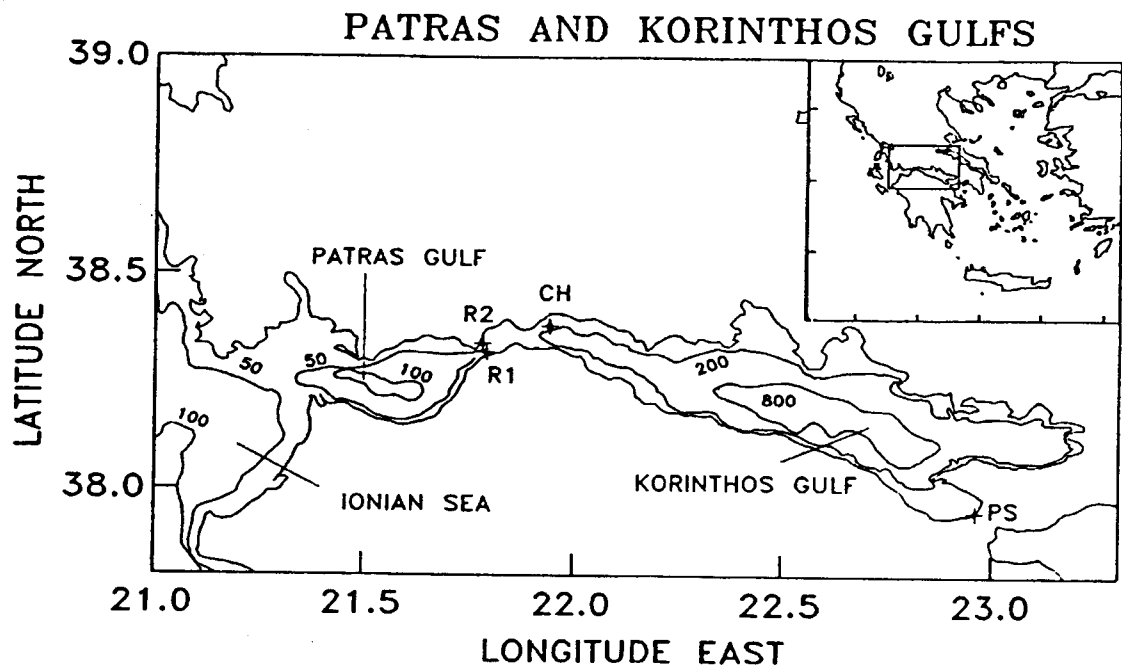 PATRAS AND KORINTHOS GULFS
39.0
38.5
38.0
LATITUDE NORTH
PATRAS GULF
CH
R2
R1
50
50
100
100
200
800
IONIAN SEA
KORINTHOS GULF
PS
21.0 21.5 22.0 22.5 23.0
LONGITUDE EAST